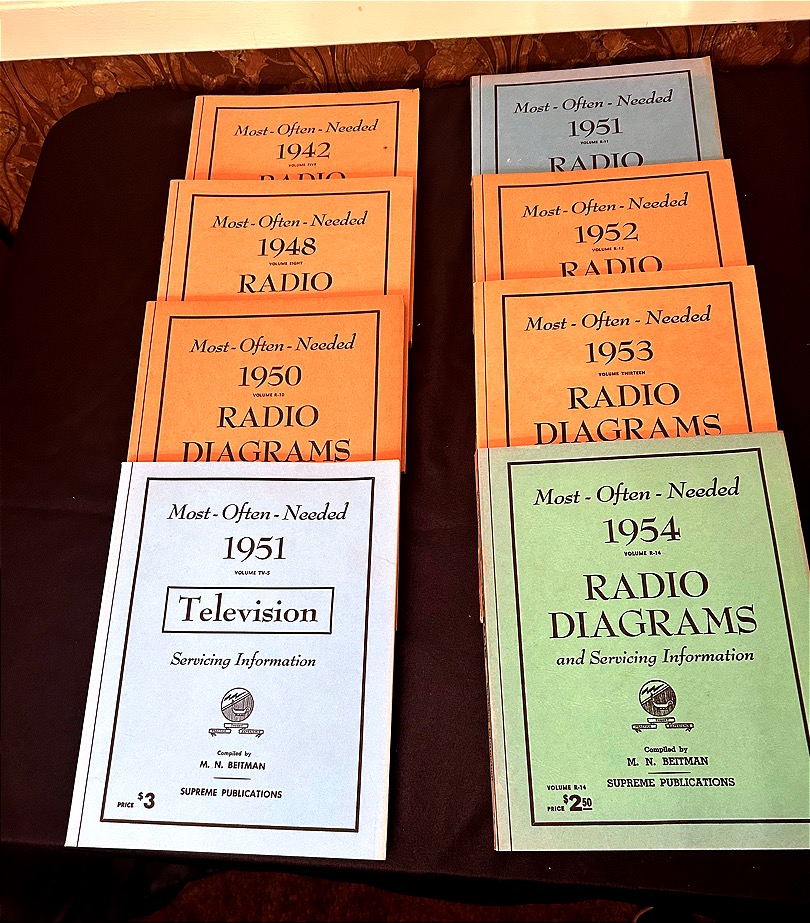 Most-Often-Needed
1942
VOLUME FIVE
RADIO
Most-Often-Needed
1948
VOLUME EIGHT
RADIO
Most-Often-Needed
1950
VOLUME R-10
RADIO
DIAGRAMS
Most-Often-Needed
1951
VOLUME TV-5
Television
Servicing Information
Compiled by
M. N. BEITMAN
SUPREME PUBLICATIONS
PRICE $3
Most-Often-Needed
1951
VOLUME R-11
RADIO
Most-Often-Needed
1952
VOLUME R-12
RADIO
Most-Often-Needed
1953
VOLUME THIRTEEN
RADIO
DIAGRAMS
Most-Often-Needed
1954
VOLUME R-14
RADIO
DIAGRAMS
and Servicing Information
Compiled by
M. N. BEITMAN
SUPREME PUBLICATIONS
VOLUME R-14
PRICE $2.50